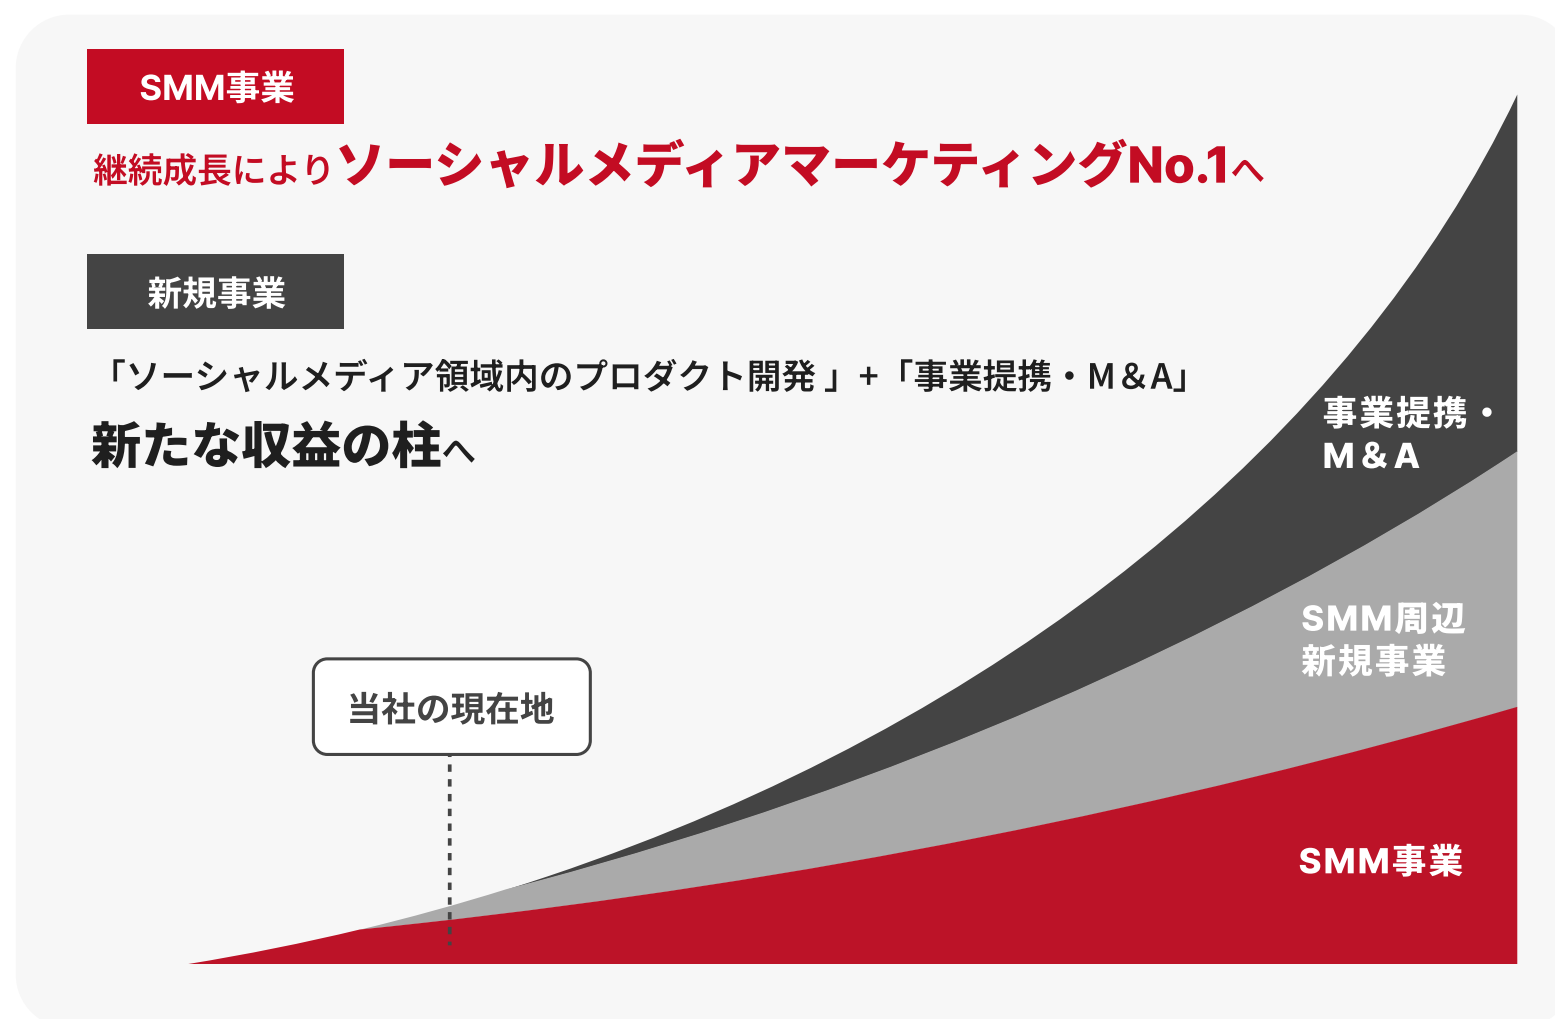 SMM事業
継続成長によりソーシャルメディアマーケティングNo.1へ
新規事業
「ソーシャルメディア領域内のプロダクト開発 」+「事業提携・M&A」
新たな収益の柱へ
事業提携・
M&A
SMM周辺
新規事業
当社の現在地
SMM事業